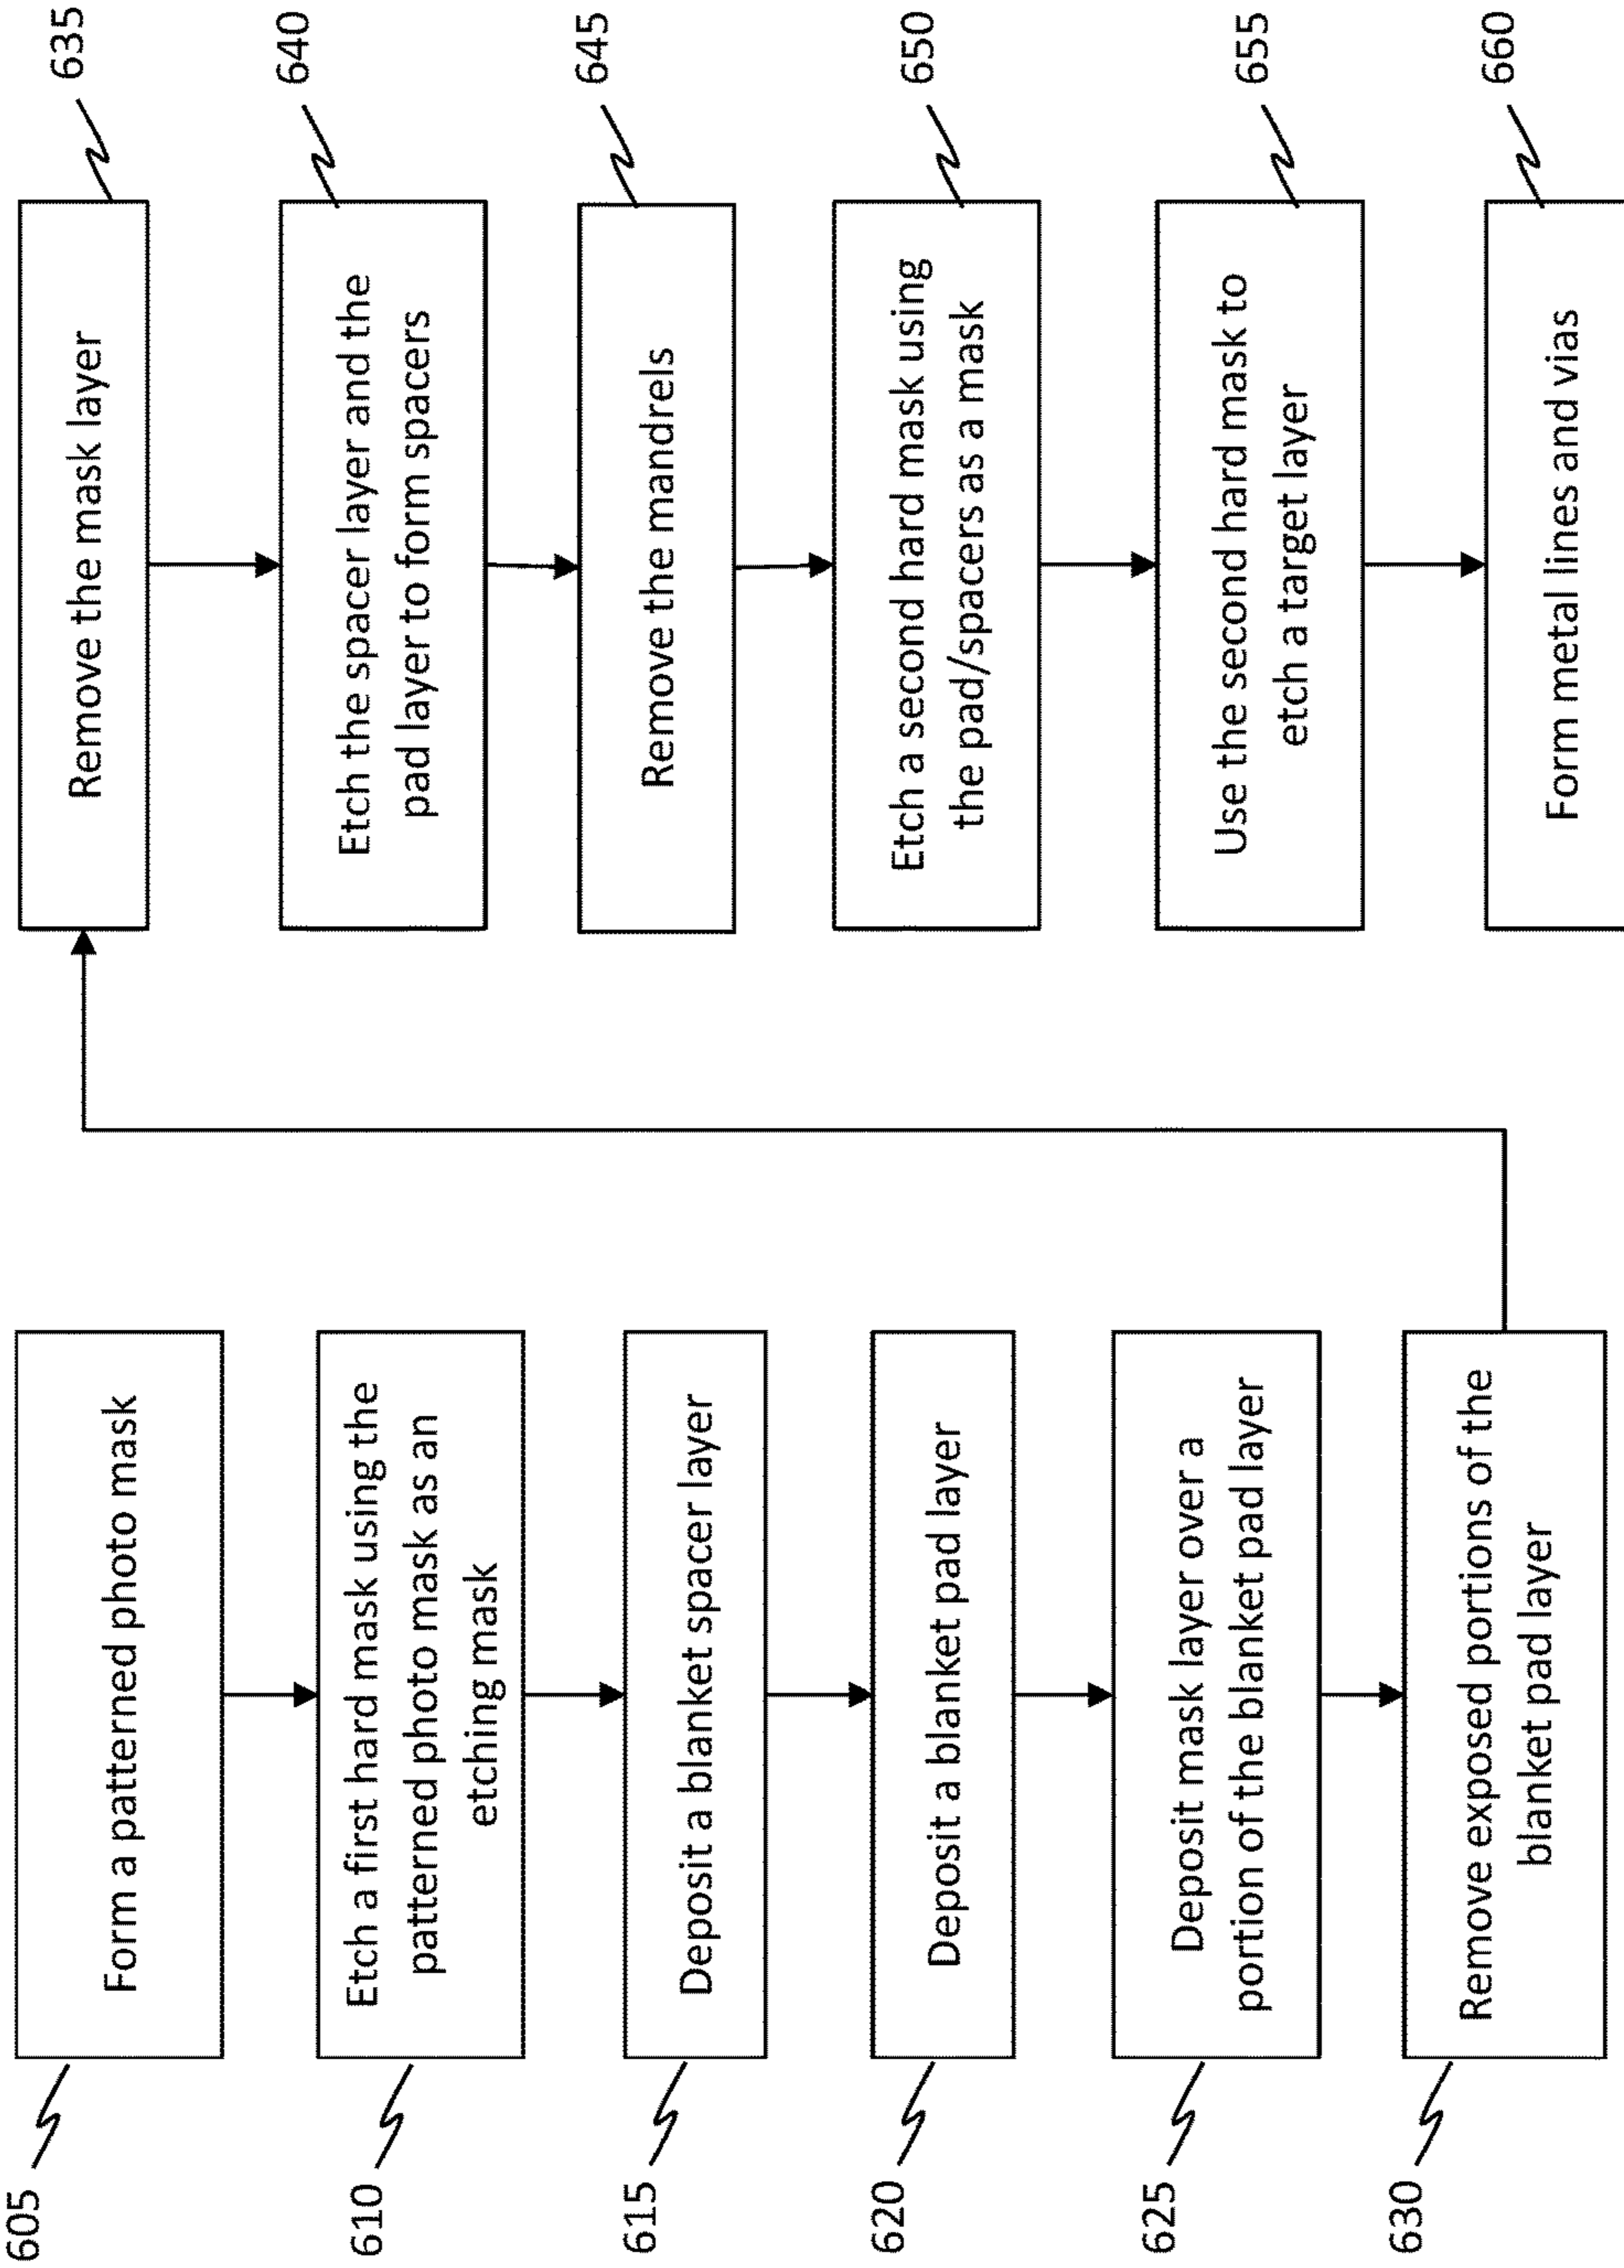 605
Form a patterned photo mask
610
Etch a first hard mask using the
patterned photo mask as an
etching mask
615
Deposit a blanket spacer layer
620
Deposit a blanket pad layer
625
Deposit mask layer over a
portion of the blanket pad layer
630
Remove exposed portions of the
blanket pad layer
635
Remove the mask layer
640
Etch the spacer layer and the
pad layer to form spacers
645
Remove the mandrels
650
Etch a second hard mask using
the pad/spacers as a mask
655
Use the second hard mask to
etch a target layer
660
Form metal lines and vias